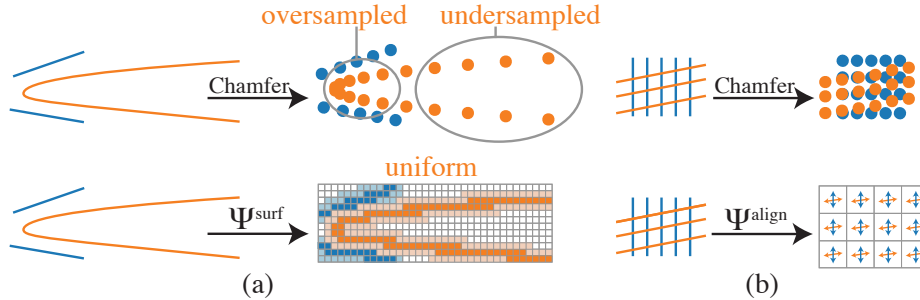 oversampled undersampled
Chamfer
Chamfer
uniform
Ψsurf
Ψalign
(a)
(b)